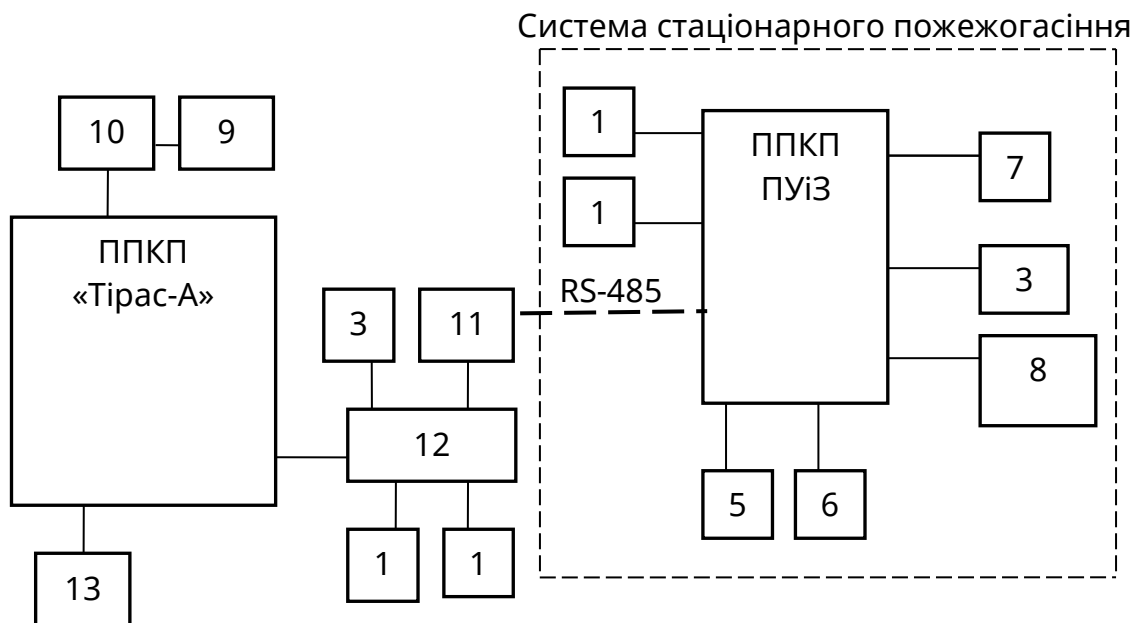 Система стаціонарного пожежогасіння
10
9
1
ППКП
ПУіЗ
7
1
ППКП
«Тірас-А»
3
RS-485
3
11
8
12
5
6
1
1
13